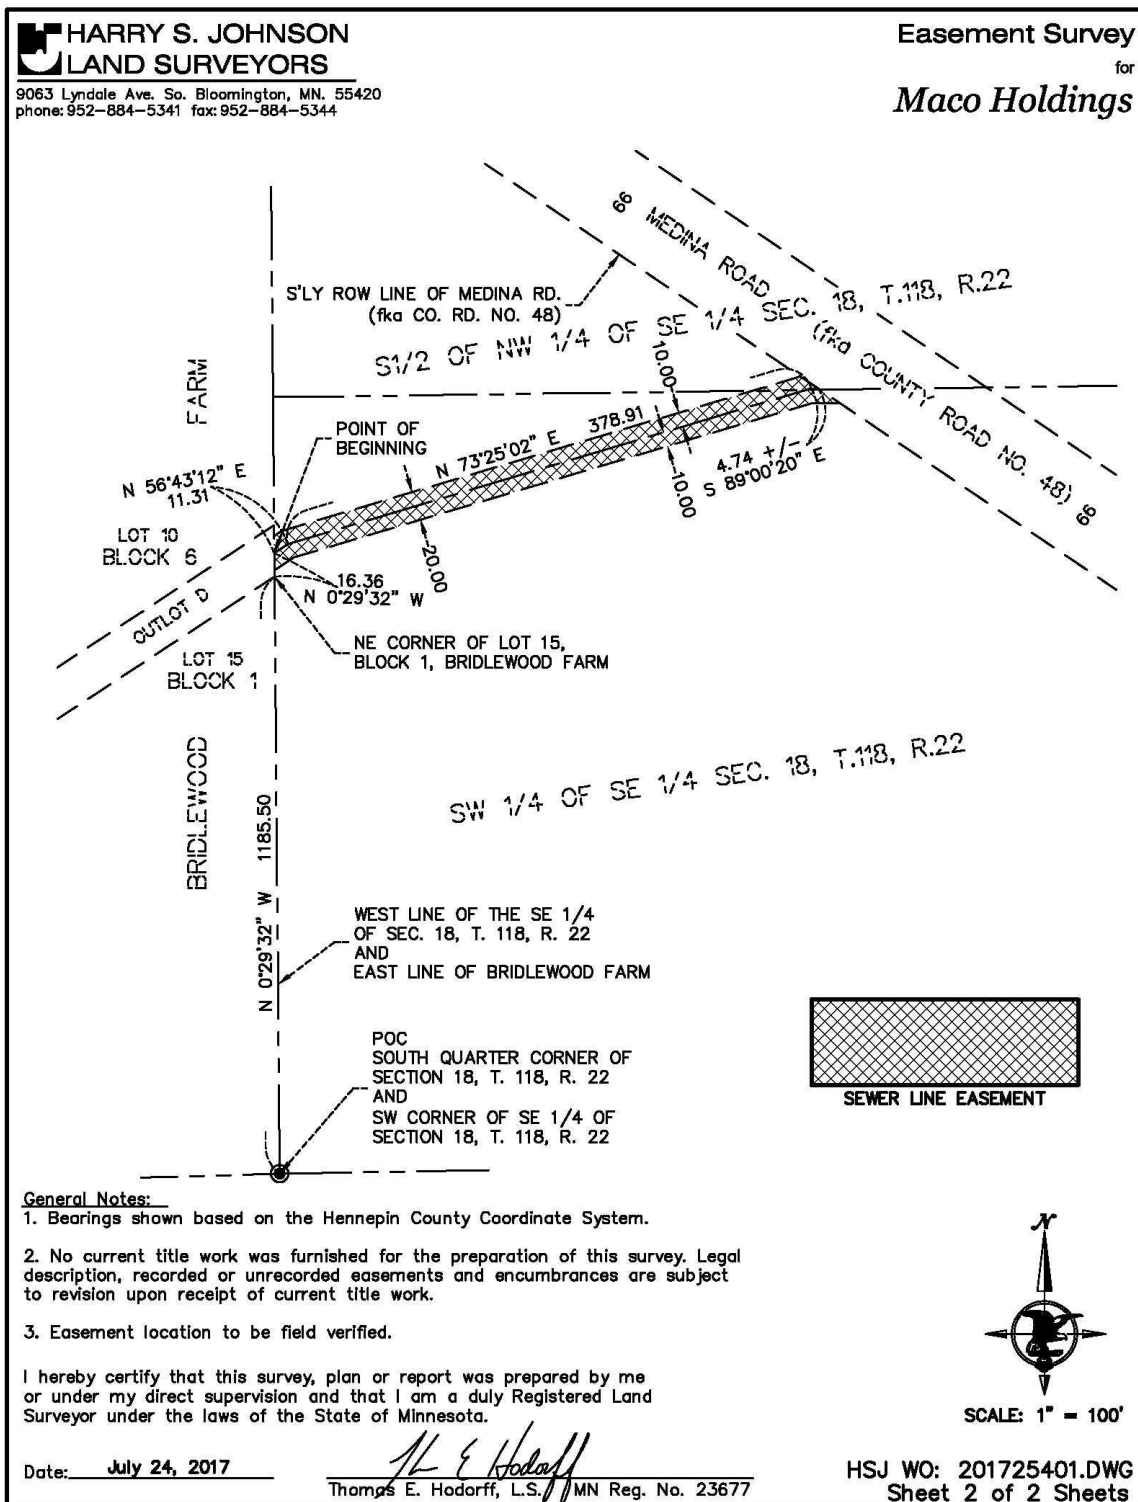 HARRY S. JOHNSON
LAND SURVEYORS
9063 Lyndale Ave. So. Bloomington, MN. 55420
phone: 952-884-5341 fax: 952-884-5344
Easement Survey
for
Maco Holdings
66
MEDINA ROAD
(fka COUNTY ROAD NO. 48)
66
S'LY ROW LINE OF MEDINA RD.
(fka CO. RD. NO. 48)
S1/2 OF NW 1/4 OF SE 1/4 SEC. 18, T.118, R.22
FARM
POINT OF
BEGINNING
N 73°25'02" E 378.91
10.00
10.00
4.74 +/-
S 89°00'20" E
N 56°43'12" E
11.31
LOT 10
BLOCK 6
20.00
16.36
N 0°29'32" W
OUTLOT D
NE CORNER OF LOT 15,
BLOCK 1, BRIDLEWOOD FARM
LOT 15
BLOCK 1
BRIDLEWOOD
N 0°29'32" W 1185.50
SW 1/4 OF SE 1/4 SEC. 18, T.118, R.22
WEST LINE OF THE SE 1/4
OF SEC. 18, T. 118, R. 22
AND
EAST LINE OF BRIDLEWOOD FARM
POC
SOUTH QUARTER CORNER OF
SECTION 18, T. 118, R. 22
AND
SW CORNER OF SE 1/4 OF
SECTION 18, T. 118, R. 22
SEWER LINE EASEMENT
General Notes:
1. Bearings shown based on the Hennepin County Coordinate System.
2. No current title work was furnished for the preparation of this survey. Legal
description, recorded or unrecorded easements and encumbrances are subject
to revision upon receipt of current title work.
3. Easement location to be field verified.
I hereby certify that this survey, plan or report was prepared by me
or under my direct supervision and that I am a duly Registered Land
Surveyor under the laws of the State of Minnesota.
Date: July 24, 2017
Th E Hodorff
Thomas E. Hodorff, L.S. MN Reg. No. 23677
N
SCALE: 1" = 100'
HSJ WO: 201725401.DWG
Sheet 2 of 2 Sheets